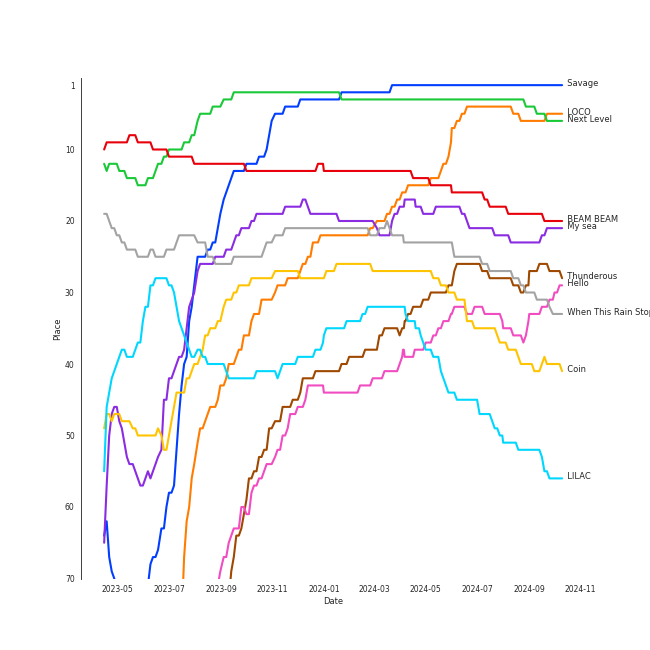 1
10
20
30
40
50
60
70
Place
Savage
LOCO
Next Level
BEAM BEAM
My sea
Thunderous
Hello
When This Rain Stop
Coin
LILAC
2023-05
2023-07
2023-09
2023-11
2024-01
2024-03
2024-05
2024-07
2024-09
2024-11
Date